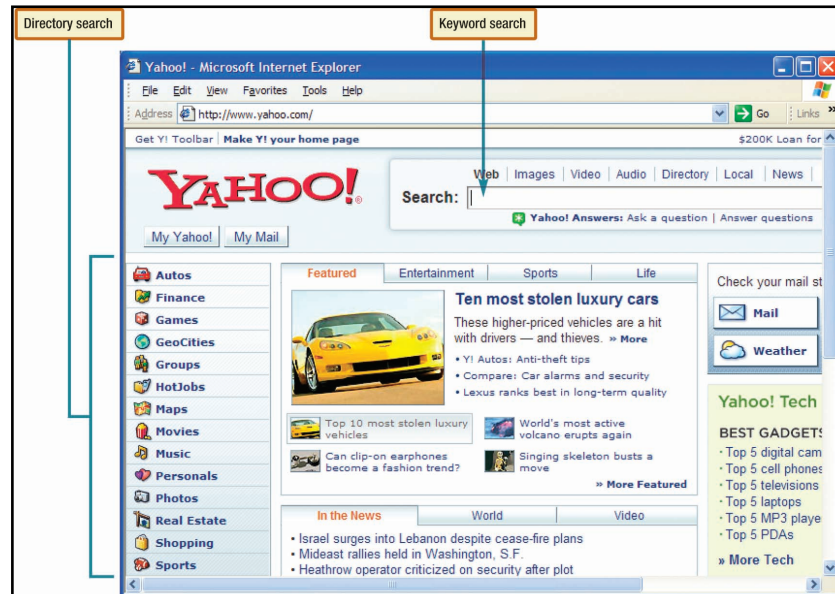 Directory search
Keyword search
Yahoo! - Microsoft Internet Explorer
File Edit View Favorites Tools Help
Address http://www.yahoo.com/ Go Links »
Get Y! Toolbar | Make Y! your home page $200K Loan for
YAHOO!®
Web | Images | Video | Audio | Directory | Local | News |
Search:
Yahoo! Answers: Ask a question | Answer questions
My Yahoo! My Mail
Autos
Finance
Games
GeoCities
Groups
HotJobs
Maps
Movies
Music
Personals
Photos
Real Estate
Shopping
Sports
Featured Entertainment Sports Life
Ten most stolen luxury cars
These higher-priced vehicles are a hit
with drivers — and thieves. » More
• Y! Autos: Anti-theft tips
• Compare: Car alarms and security
• Lexus ranks best in long-term quality
Top 10 most stolen luxury
vehicles
World's most active
volcano erupts again
Can clip-on earphones
become a fashion trend?
Singing skeleton busts a
move
» More Featured
In the News World Video
• Israel surges into Lebanon despite cease-fire plans
• Mideast rallies held in Washington, S.F.
• Heathrow operator criticized on security after plot
Check your mail st
Mail
Weather
Yahoo! Tech
BEST GADGETS
· Top 5 digital cam
· Top 5 cell phones
· Top 5 televisions
· Top 5 laptops
· Top 5 MP3 playe
· Top 5 PDAs
» More Tech